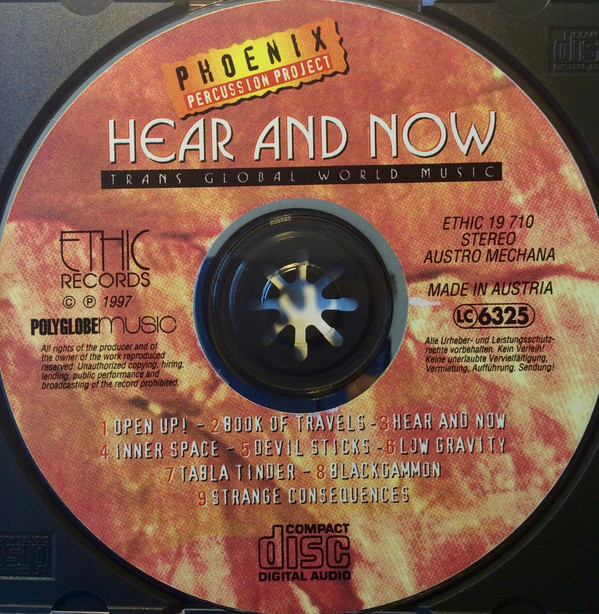 PHOENIX
PERCUSSION PROJECT
HEAR AND NOW
TRANS GLOBAL WORLD MUSIC
ETHIC
RECORDS
© ℗ 1997
POLYGLOBEMUSIC
All rights of the producer and of
the owner of the work reproduced
reserved. Unauthorized copying, hiring,
lending, public performance and
broadcasting of the record prohibited.
ETHIC 19 710
STEREO
AUSTRO MECHANA
MADE IN AUSTRIA
LC 6325
Alle Urheber- und Leistungsschutz-
rechte vorbehalten. Kein Verleih!
Keine unerlaubte Vervielfältigung,
Vermietung, Aufführung, Sendung!
1 OPEN UP! - 2 BOOK OF TRAVELS - 3 HEAR AND NOW
4 INNER SPACE - 5 DEVIL STICKS - 6 LOW GRAVITY
7 TABLA TINDER - 8 BLACKGAMMON
9 STRANGE CONSEQUENCES
COMPACT
disc
DIGITAL AUDIO